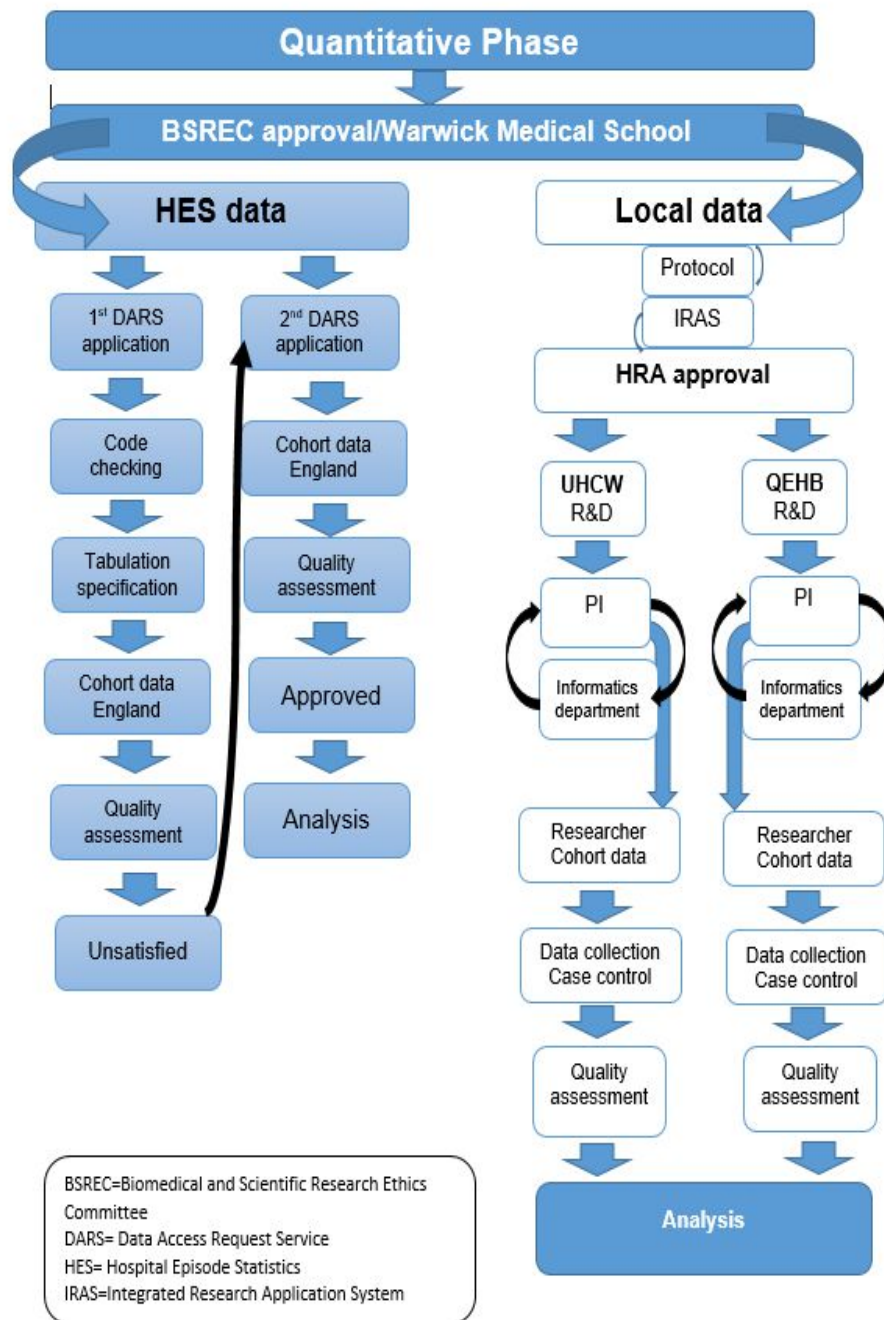 Quantitative Phase
BSREC approval/Warwick Medical School
HES data
1st DARS
application
Code
checking
Tabulation
specification
Cohort data
England
Quality
assessment
Unsatisfied
2nd DARS
application
Cohort data
England
Quality
assessment
Approved
Analysis
Local data
Protocol
IRAS
HRA approval
UHCW
R&D
PI
Informatics
department
Researcher
Cohort data
Data collection
Case control
Quality
assessment
QEHB
R&D
PI
Informatics
department
Researcher
Cohort data
Data collection
Case control
Quality
assessment
Analysis
BSREC=Biomedical and Scientific Research Ethics
Committee
DARS= Data Access Request Service
HES= Hospital Episode Statistics
IRAS=Integrated Research Application System